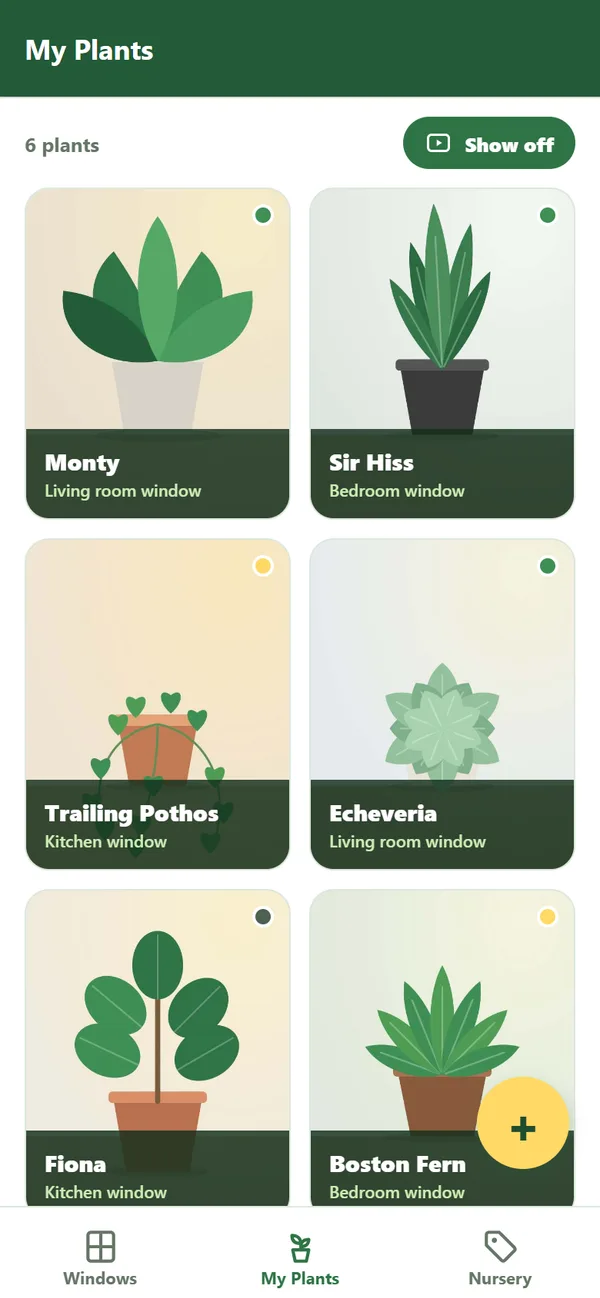 My Plants
6 plants
Show off
Monty
Living room window
Sir Hiss
Bedroom window
Trailing Pothos
Kitchen window
Echeveria
Living room window
Fiona
Kitchen window
Boston Fern
Bedroom window
+
Windows
My Plants
Nursery